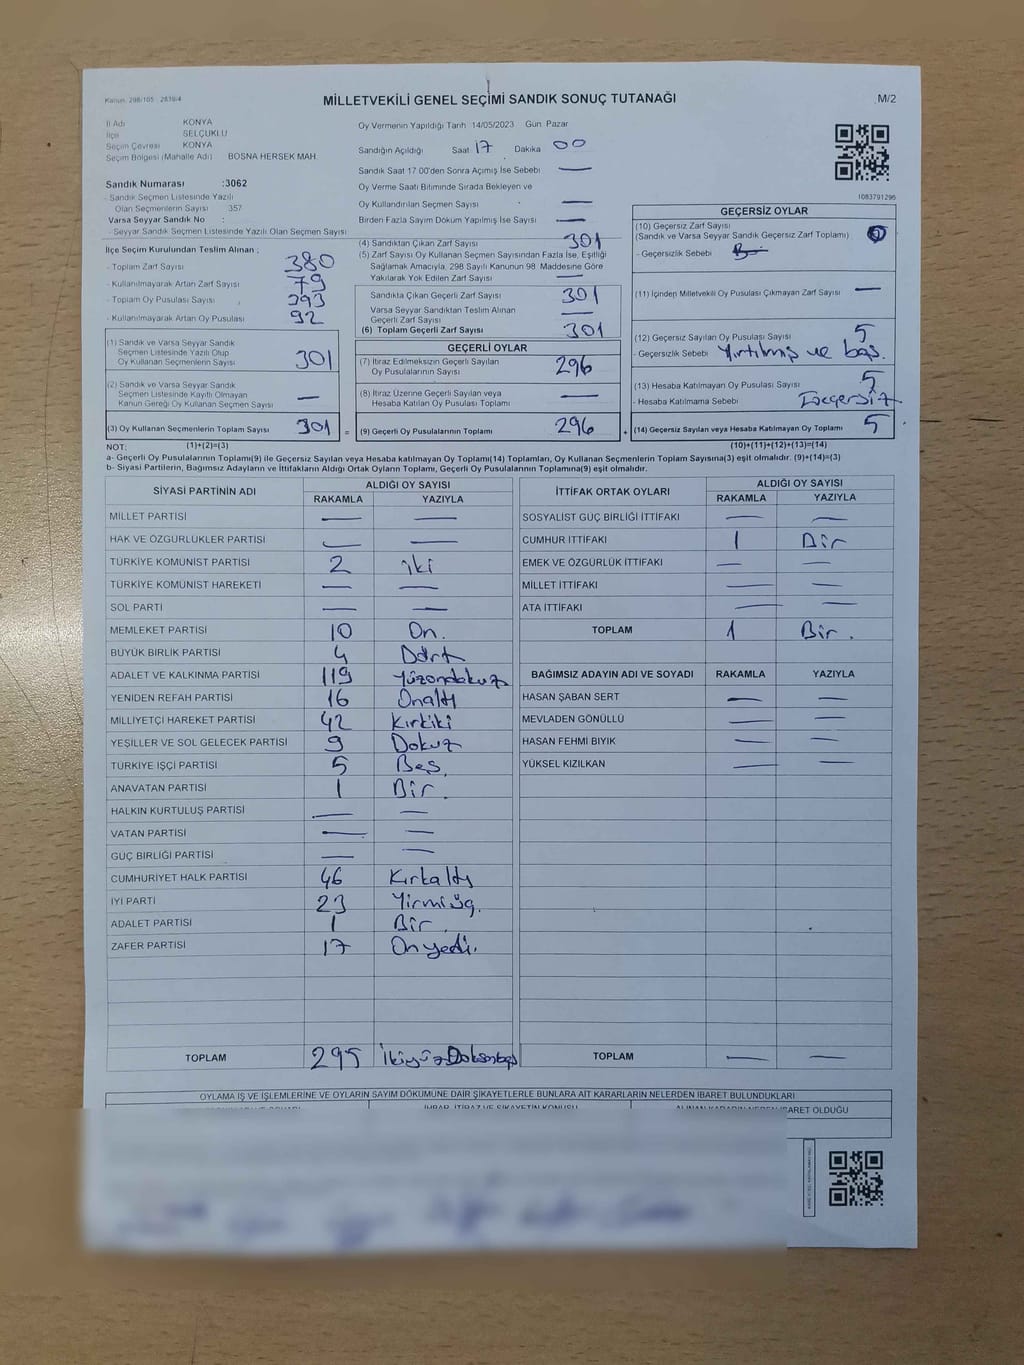 Kanun: 298/105 - 2839/4
MİLLETVEKİLİ GENEL SEÇİMİ SANDIK SONUÇ TUTANAĞI
M/2
İl Adı KONYA
İlçe SELÇUKLU
Seçim Çevresi KONYA
Seçim Bölgesi (Mahalle Adı) BOSNA HERSEK MAH.
Sandık Numarası :3062
- Sandık Seçmen Listesinde Yazılı
Olan Seçmenlerin Sayısı 357
Varsa Seyyar Sandık No :
- Seyyar Sandık Seçmen Listesinde Yazılı Olan Seçmen Sayısı
İlçe Seçim Kurulundan Teslim Alınan ;
- Toplam Zarf Sayısı 380
- Kullanılmayarak Artan Zarf Sayısı 79
- Toplam Oy Pusulası Sayısı 393
- Kullanılmayarak Artan Oy Pusulası 92
(1) Sandık ve Varsa Seyyar Sandık
Seçmen Listesinde Yazılı Olup
Oy Kullanan Seçmenlerin Sayısı 301
(2) Sandık ve Varsa Seyyar Sandık
Seçmen Listesinde Kayıtlı Olmayan
Kanun Gereği Oy Kullanan Seçmen Sayısı —
(3) Oy Kullanan Seçmenlerin Toplam Sayısı 301 =
Oy Vermenin Yapıldığı Tarih 14/05/2023 Gün: Pazar
Sandığın Açıldığı Saat 17 Dakika 00
Sandık Saat 17.00'den Sonra Açımış İse Sebebi —
Oy Verme Saati Bitiminde Sırada Bekleyen ve
Oy Kullandırılan Seçmen Sayısı —
Birden Fazla Sayım Döküm Yapılmış İse Sayısı —
(4) Sandıktan Çıkan Zarf Sayısı 301
(5) Zarf Sayısı Oy Kullanan Seçmen Sayısından Fazla İse, Eşitliği
Sağlamak Amacıyla, 298 Sayılı Kanunun 98. Maddesine Göre
Yakılarak Yok Edilen Zarf Sayısı —
Sandıkta Çıkan Geçerli Zarf Sayısı 301
Varsa Seyyar Sandıktan Teslim Alınan
Geçerli Zarf Sayısı —
(6) Toplam Geçerli Zarf Sayısı 301
GEÇERLİ OYLAR
(7) İtiraz Edilmeksizin Geçerli Sayılan
Oy Pusulalarının Sayısı 296
(8) İtiraz Üzerine Geçerli Sayılan veya
Hesaba Katılan Oy Pusulası Toplamı —
(9) Geçerli Oy Pusulalarının Toplamı 296 +
1083791296
GEÇERSİZ OYLAR
(10) Geçersiz Zarf Sayısı
(Sandık ve Varsa Seyyar Sandık Geçersiz Zarf Toplamı)
- Geçersizlik Sebebi
(11) İçinden Milletvekili Oy Pusulası Çıkmayan Zarf Sayısı —
(12) Geçersiz Sayılan Oy Pusulası Sayısı 5
- Geçersizlik Sebebi Yırtılmış ve boş.
(13) Hesaba Katılmayan Oy Pusulası Sayısı 5
- Hesaba Katılmama Sebebi
(14) Geçersiz Sayılan veya Hesaba Katılmayan Oy Toplamı 5
NOT: (1)+(2)=(3) (10)+(11)+(12)+(13)=(14)
a- Geçerli Oy Pusulalarının Toplamı(9) ile Geçersiz Sayılan veya Hesaba katılmayan Oy Toplamı(14) Toplamları, Oy Kullanan Seçmenlerin Toplam Sayısına(3) eşit olmalıdır. (9)+(14)=(3)
b- Siyasi Partilerin, Bağımsız Adayların ve İttifakların Aldığı Ortak Oyların Toplamı, Geçerli Oy Pusulalarının Toplamına(9) eşit olmalıdır.
SİYASİ PARTİNİN ADI ALDIĞI OY SAYISI
RAKAMLA YAZIYLA
MİLLET PARTİSİ — —
HAK VE ÖZGÜRLÜKLER PARTİSİ — —
TÜRKİYE KOMÜNİST PARTİSİ 2 iki
TÜRKİYE KOMÜNİST HAREKETİ — —
SOL PARTİ — —
MEMLEKET PARTİSİ 10 On.
BÜYÜK BİRLİK PARTİSİ 4 Dört
ADALET VE KALKINMA PARTİSİ 119 Yüzondokuz
YENİDEN REFAH PARTİSİ 16 Onaltı
MİLLİYETÇİ HAREKET PARTİSİ 42 Kırkiki
YEŞİLLER VE SOL GELECEK PARTİSİ 9 Dokuz
TÜRKİYE İŞÇİ PARTİSİ 5 Beş.
ANAVATAN PARTİSİ 1 Bir.
HALKIN KURTULUŞ PARTİSİ — —
VATAN PARTİSİ — —
GÜÇ BİRLİĞİ PARTİSİ — —
CUMHURİYET HALK PARTİSİ 46 Kırkaltı
İYİ PARTİ 23 Yirmiüç.
ADALET PARTİSİ 1 Bir.
ZAFER PARTİSİ 17 Onyedi.
TOPLAM 295 İkiyüzDoksanbeş
İTTİFAK ORTAK OYLARI ALDIĞI OY SAYISI
RAKAMLA YAZIYLA
SOSYALİST GÜÇ BİRLİĞİ İTTİFAKI — —
CUMHUR İTTİFAKI 1 Bir
EMEK VE ÖZGÜRLÜK İTTİFAKI — —
MİLLET İTTİFAKI — —
ATA İTTİFAKI — —
TOPLAM 1 Bir.
BAĞIMSIZ ADAYIN ADI VE SOYADI RAKAMLA YAZIYLA
HASAN ŞABAN SERT — —
MEVLADEN GÖNÜLLÜ — —
HASAN FEHMİ BIYIK — —
YÜKSEL KIZILKAN — —
TOPLAM — —
OYLAMA İŞ VE İŞLEMLERİNE VE OYLARIN SAYIM DÖKÜMÜNE DAİR ŞİKAYETLERLE BUNLARA AİT KARARLARIN NELERDEN İBARET BULUNDUKLARI
İHBAR, İTİRAZ VE ŞİKAYETİN KONUSU ALINAN KARARIN NEDEN İBARET OLDUĞU